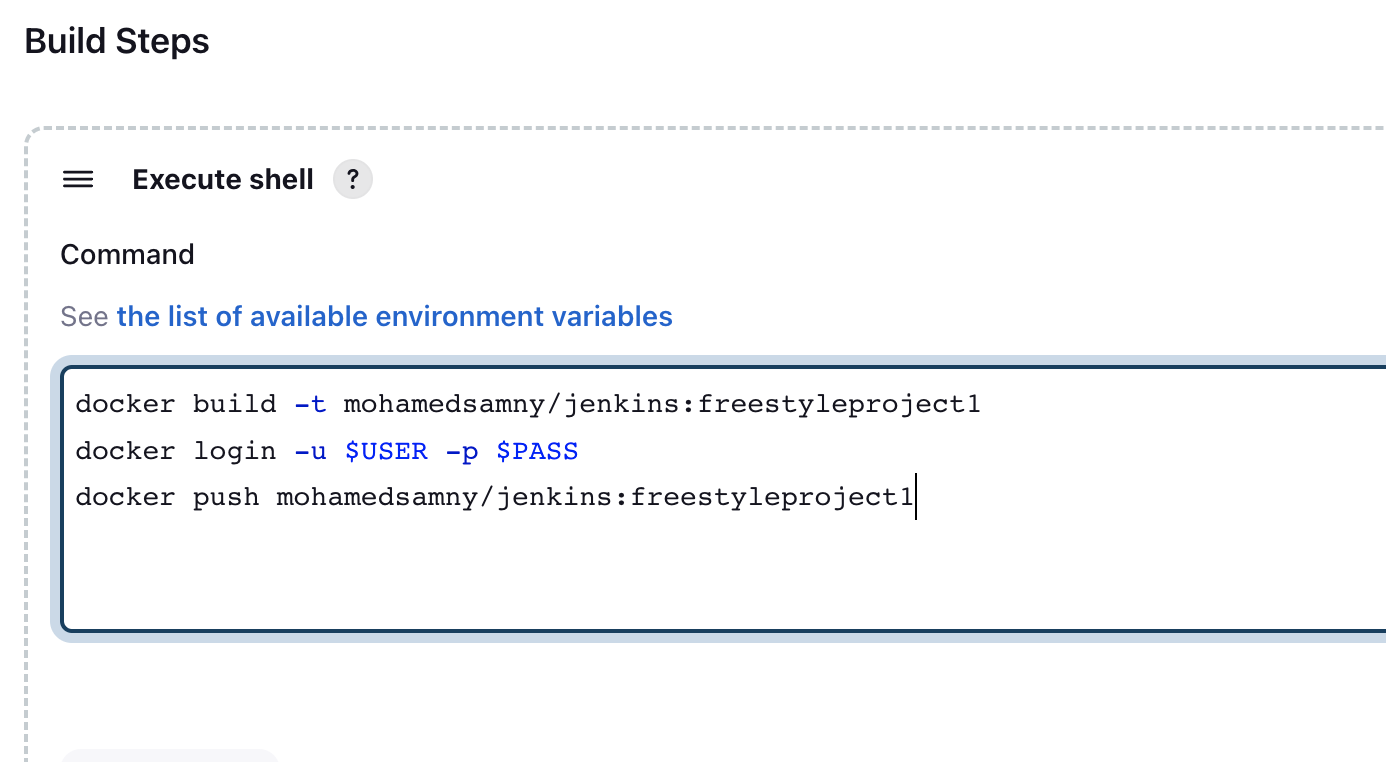 Build Steps
Execute shell ?
Command
See the list of available environment variables
docker build -t mohamedsamny/jenkins:freestyleproject1
docker login -u $USER -p $PASS
docker push mohamedsamny/jenkins:freestyleproject1